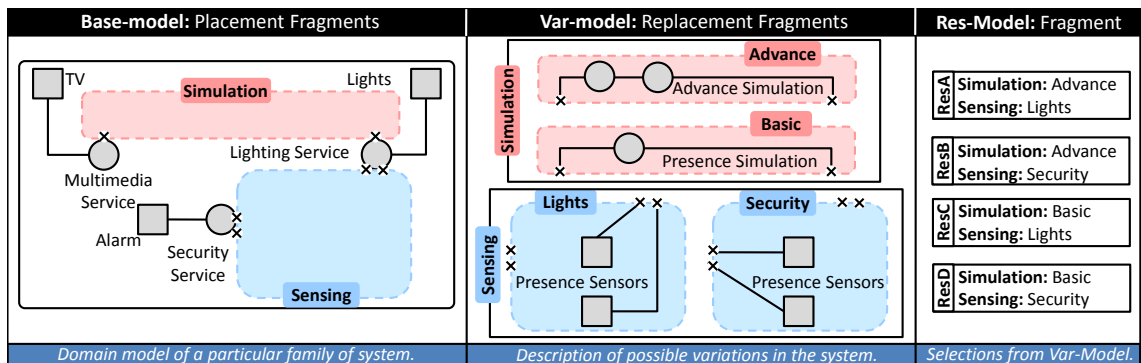 Base-model: Placement Fragments
TV
Lights
Simulation
Lighting Service
Multimedia
Service
Alarm
Security
Service
Sensing
Domain model of a particular family of system.
Var-model: Replacement Fragments
Simulation
Advance
Advance Simulation
Basic
Presence Simulation
Sensing
Lights
Presence Sensors
Security
Presence Sensors
Description of possible variations in the system.
Res-Model: Fragment
ResA
Simulation: Advance
Sensing: Lights
ResB
Simulation: Advance
Sensing: Security
ResC
Simulation: Basic
Sensing: Lights
ResD
Simulation: Basic
Sensing: Security
Selections from Var-Model.